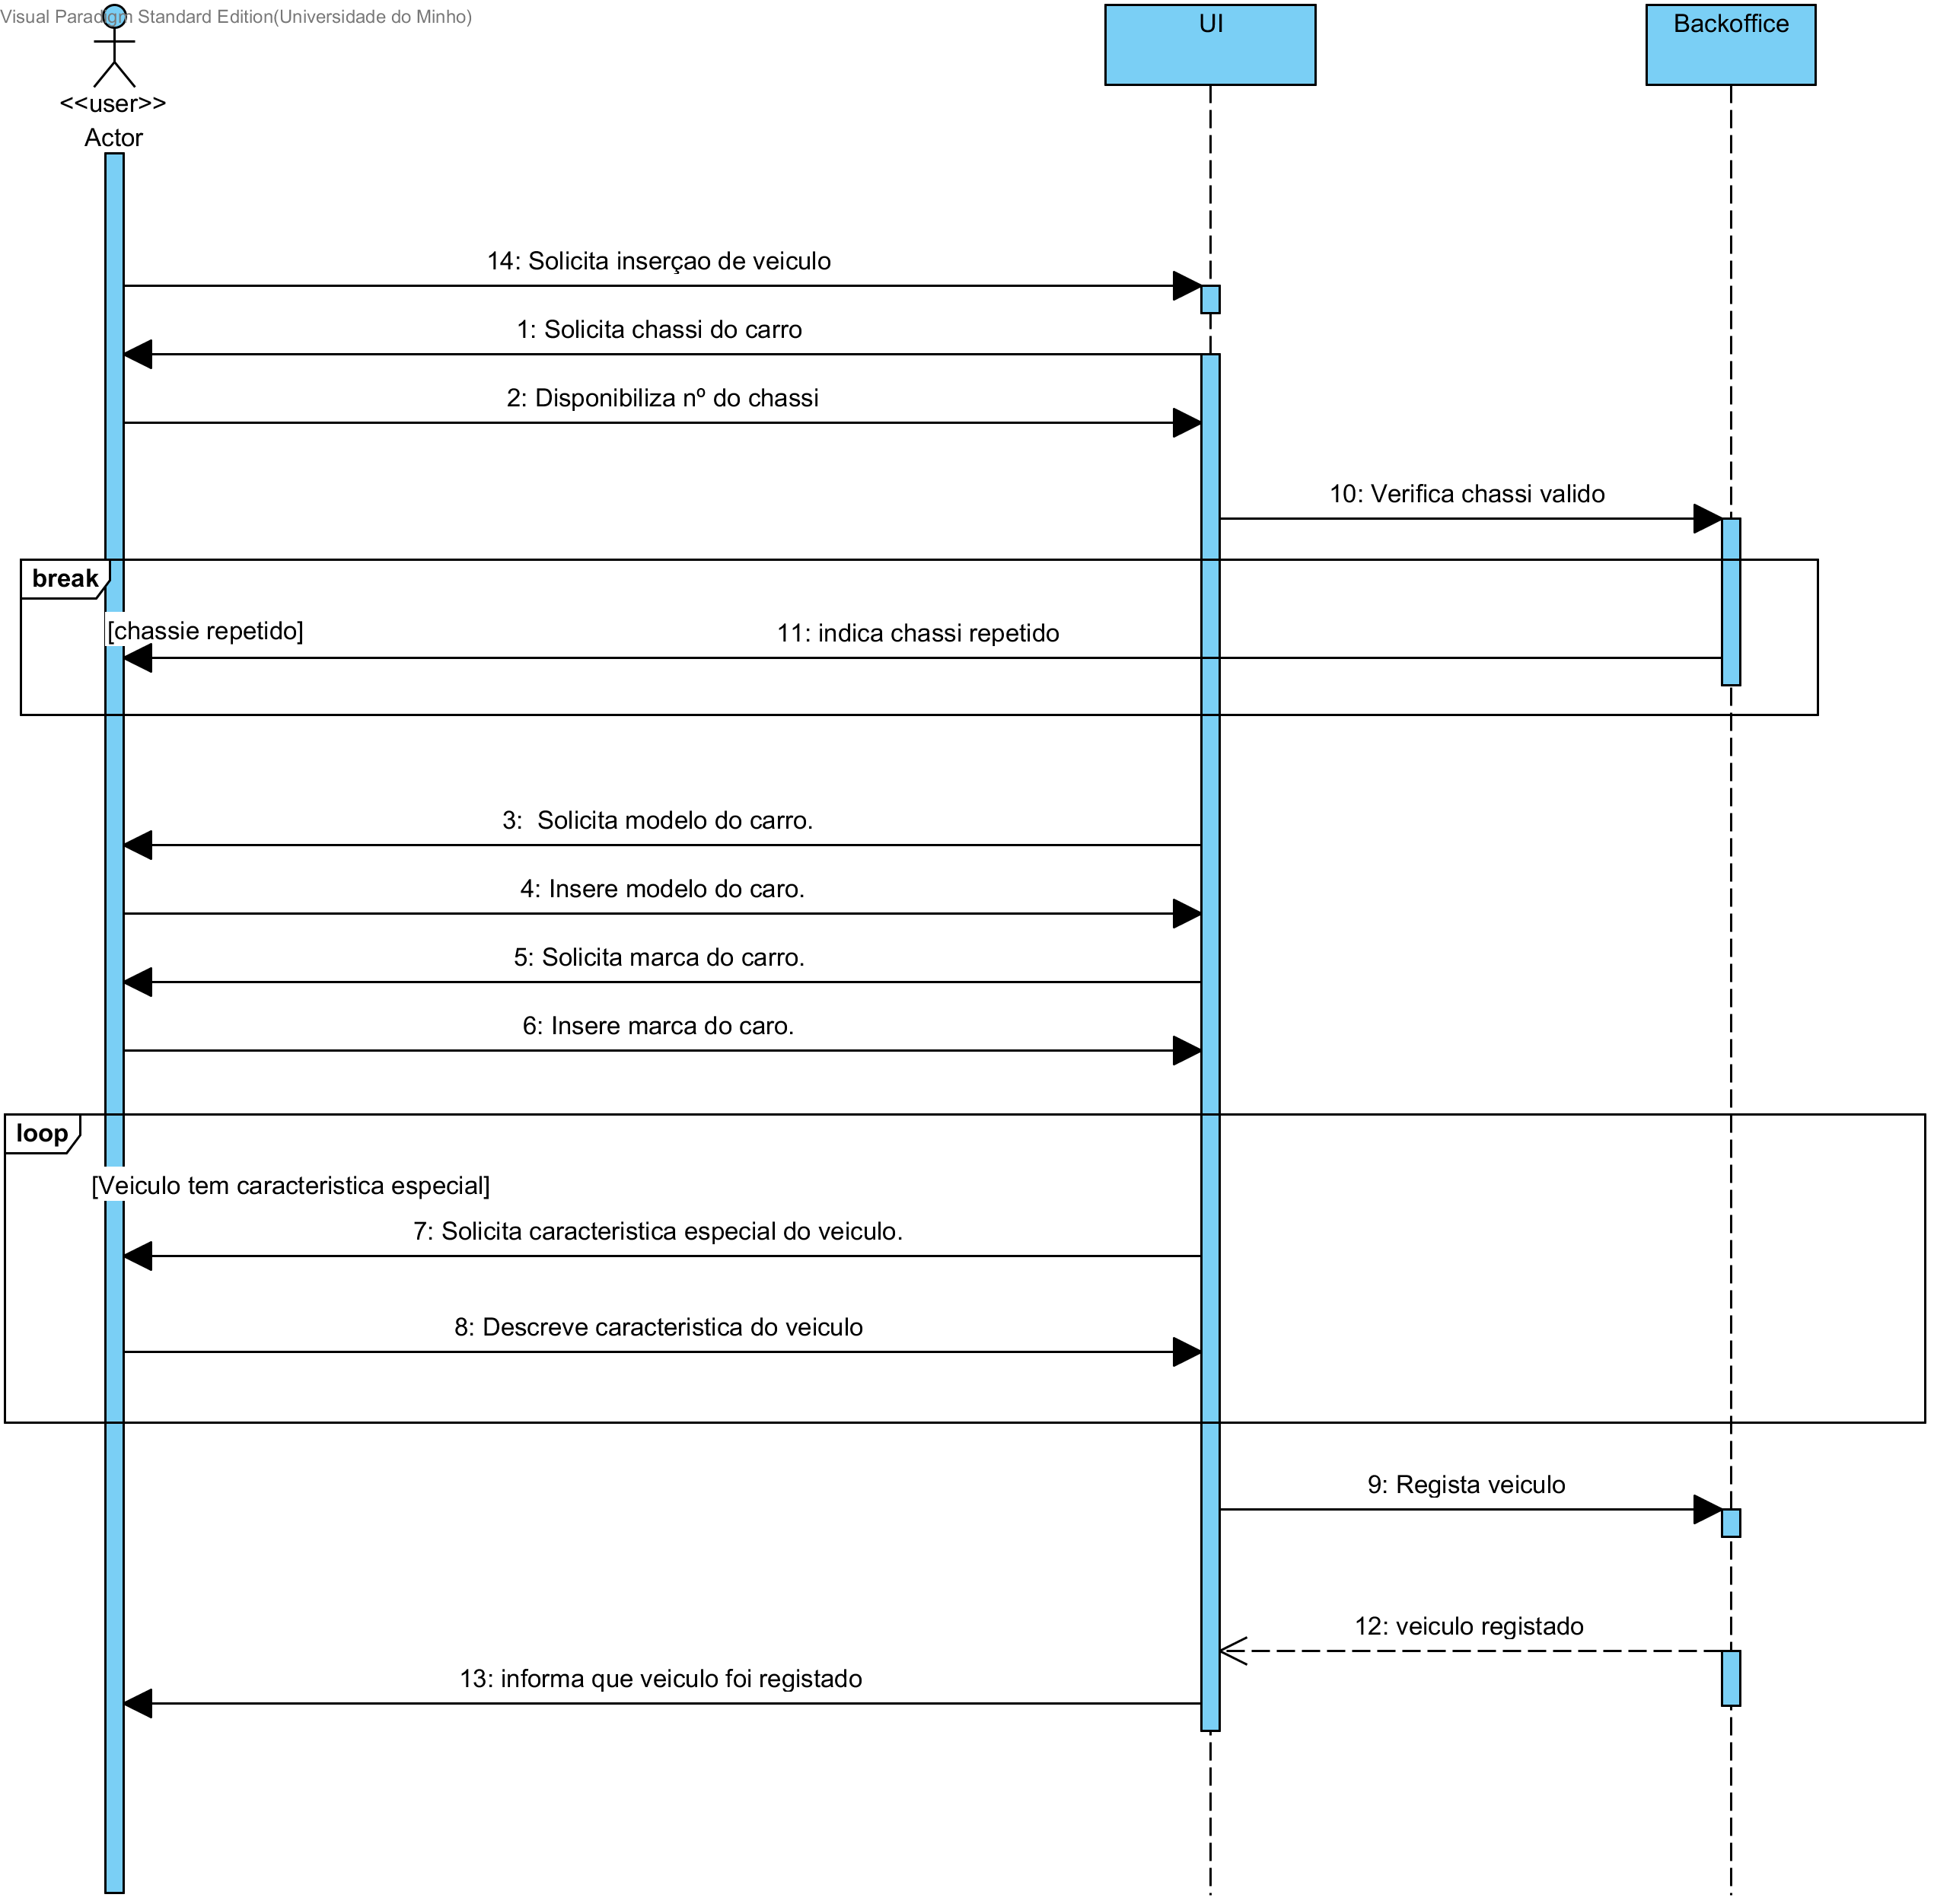 Visual Paradigm Standard Edition(Universidade do Minho)
UI
Backoffice
<<user>>
Actor
14: Solicita inserçao de veiculo
1: Solicita chassi do carro
2: Disponibiliza nº do chassi
10: Verifica chassi valido
break
[chassie repetido]
11: indica chassi repetido
3:  Solicita modelo do carro.
4: Insere modelo do caro.
5: Solicita marca do carro.
6: Insere marca do caro.
loop
[Veiculo tem caracteristica especial]
7: Solicita caracteristica especial do veiculo.
8: Descreve caracteristica do veiculo
9: Regista veiculo
12: veiculo registado
13: informa que veiculo foi registado